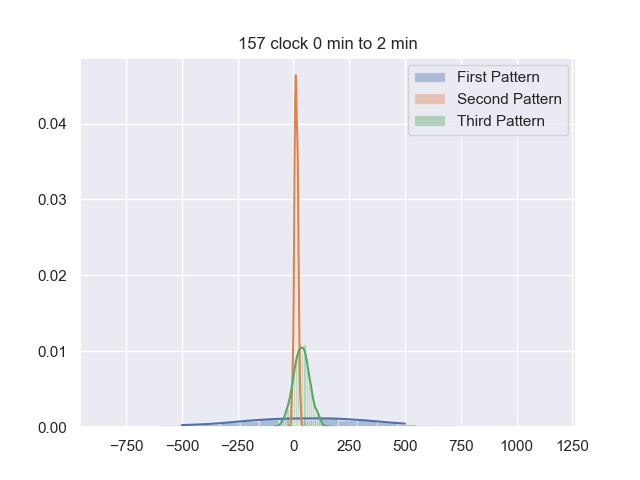 157 clock 0 min to 2 min
First Pattern
Second Pattern
Third Pattern
0.04
0.03
0.02
0.01
0.00
−750 −500 −250 0 250 500 750 1000 1250